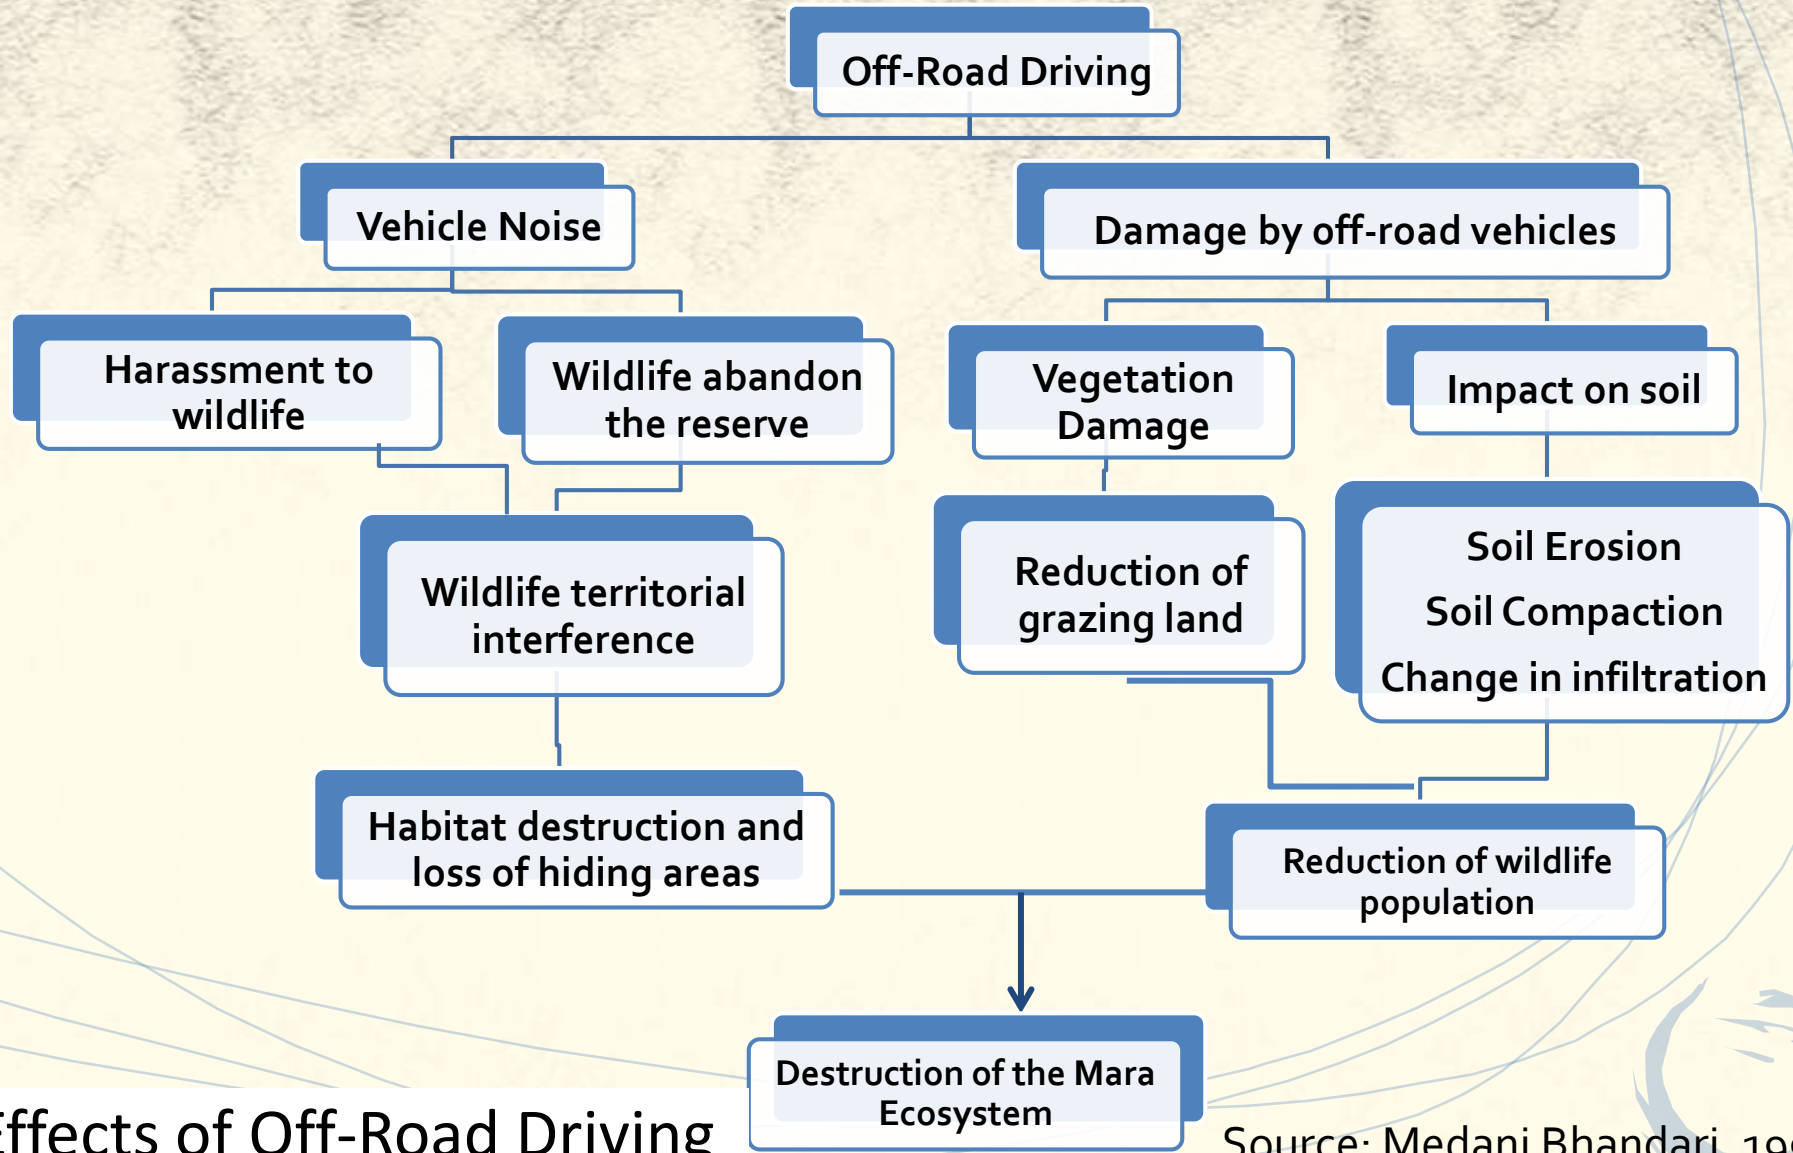 Off-Road Driving
Vehicle Noise
Damage by off-road vehicles
Harassment to
wildlife
Wildlife abandon
the reserve
Vegetation
Damage
Impact on soil
Wildlife territorial
interference
Reduction of
grazing land
Soil Erosion
Soil Compaction
Change in infiltration
Habitat destruction and
loss of hiding areas
Reduction of wildlife
population
Destruction of the Mara
Ecosystem
Effects of Off-Road Driving
Source: Medani Bhandari,